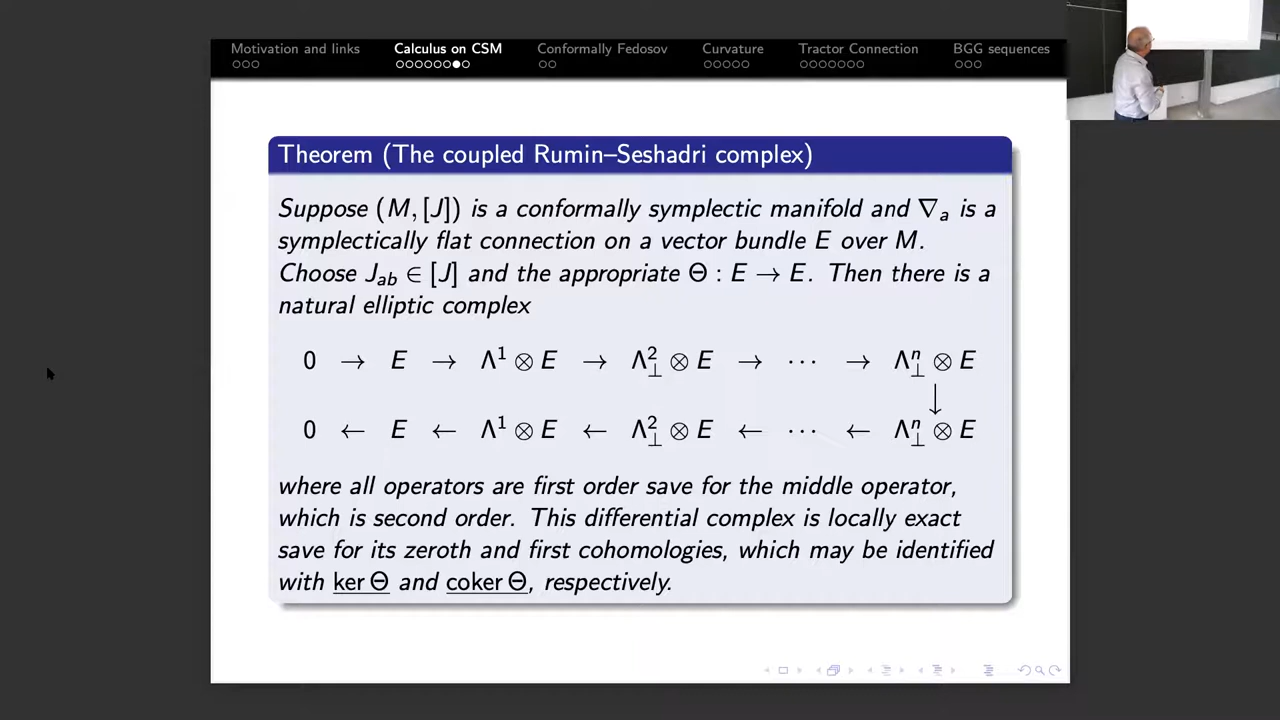 Motivation and links Calculus on CSM Conformally Fedosov Curvature Tractor Connection BGG sequences
Theorem (The coupled Rumin–Seshadri complex)
Suppose (M, [J]) is a conformally symplectic manifold and ∇ₐ is a
symplectically flat connection on a vector bundle E over M.
Choose J_ab ∈ [J] and the appropriate Θ : E → E. Then there is a
natural elliptic complex
0 → E → Λ¹ ⊗ E → Λ²_⊥ ⊗ E → ⋯ → Λⁿ_⊥ ⊗ E
↓
0 ← E ← Λ¹ ⊗ E ← Λ²_⊥ ⊗ E ← ⋯ ← Λⁿ_⊥ ⊗ E
where all operators are first order save for the middle operator,
which is second order. This differential complex is locally exact
save for its zeroth and first cohomologies, which may be identified
with ker Θ and coker Θ, respectively.